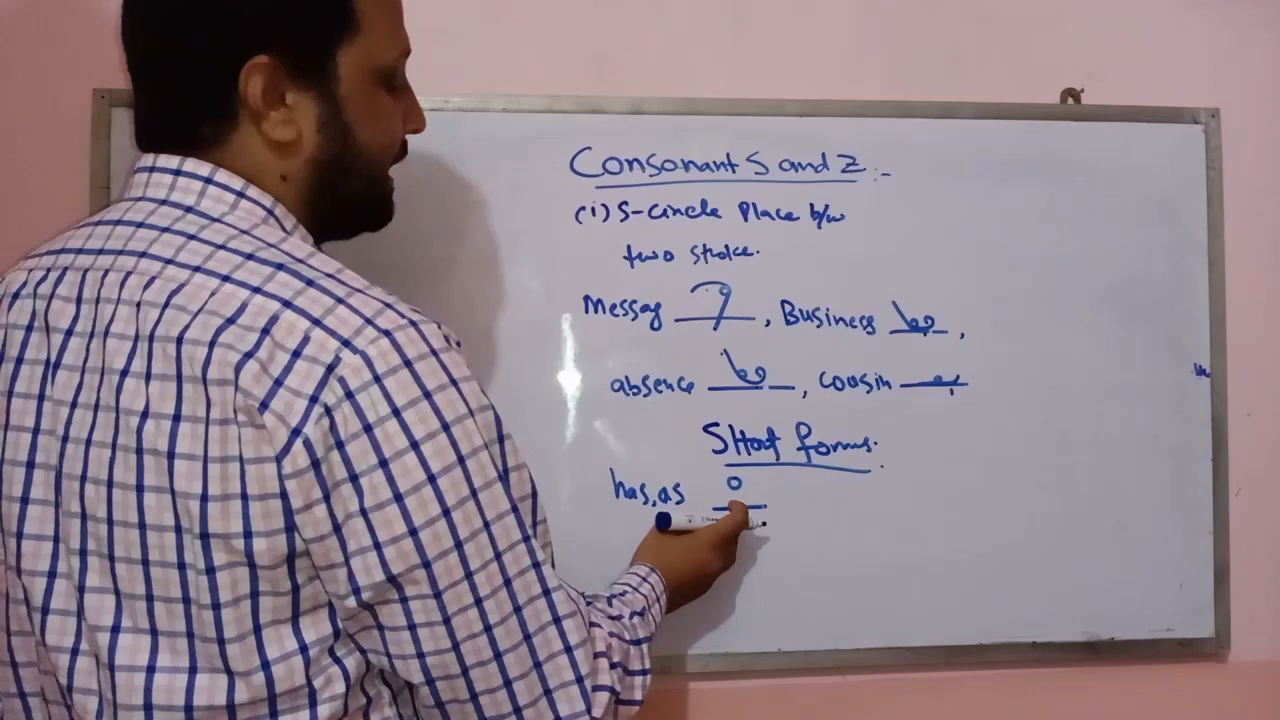 Consonant S and Z :-
(i) S-Circle Place b/w
two stroke.
Messag , Business ,
absence , cousin
SHort forms.
has, as